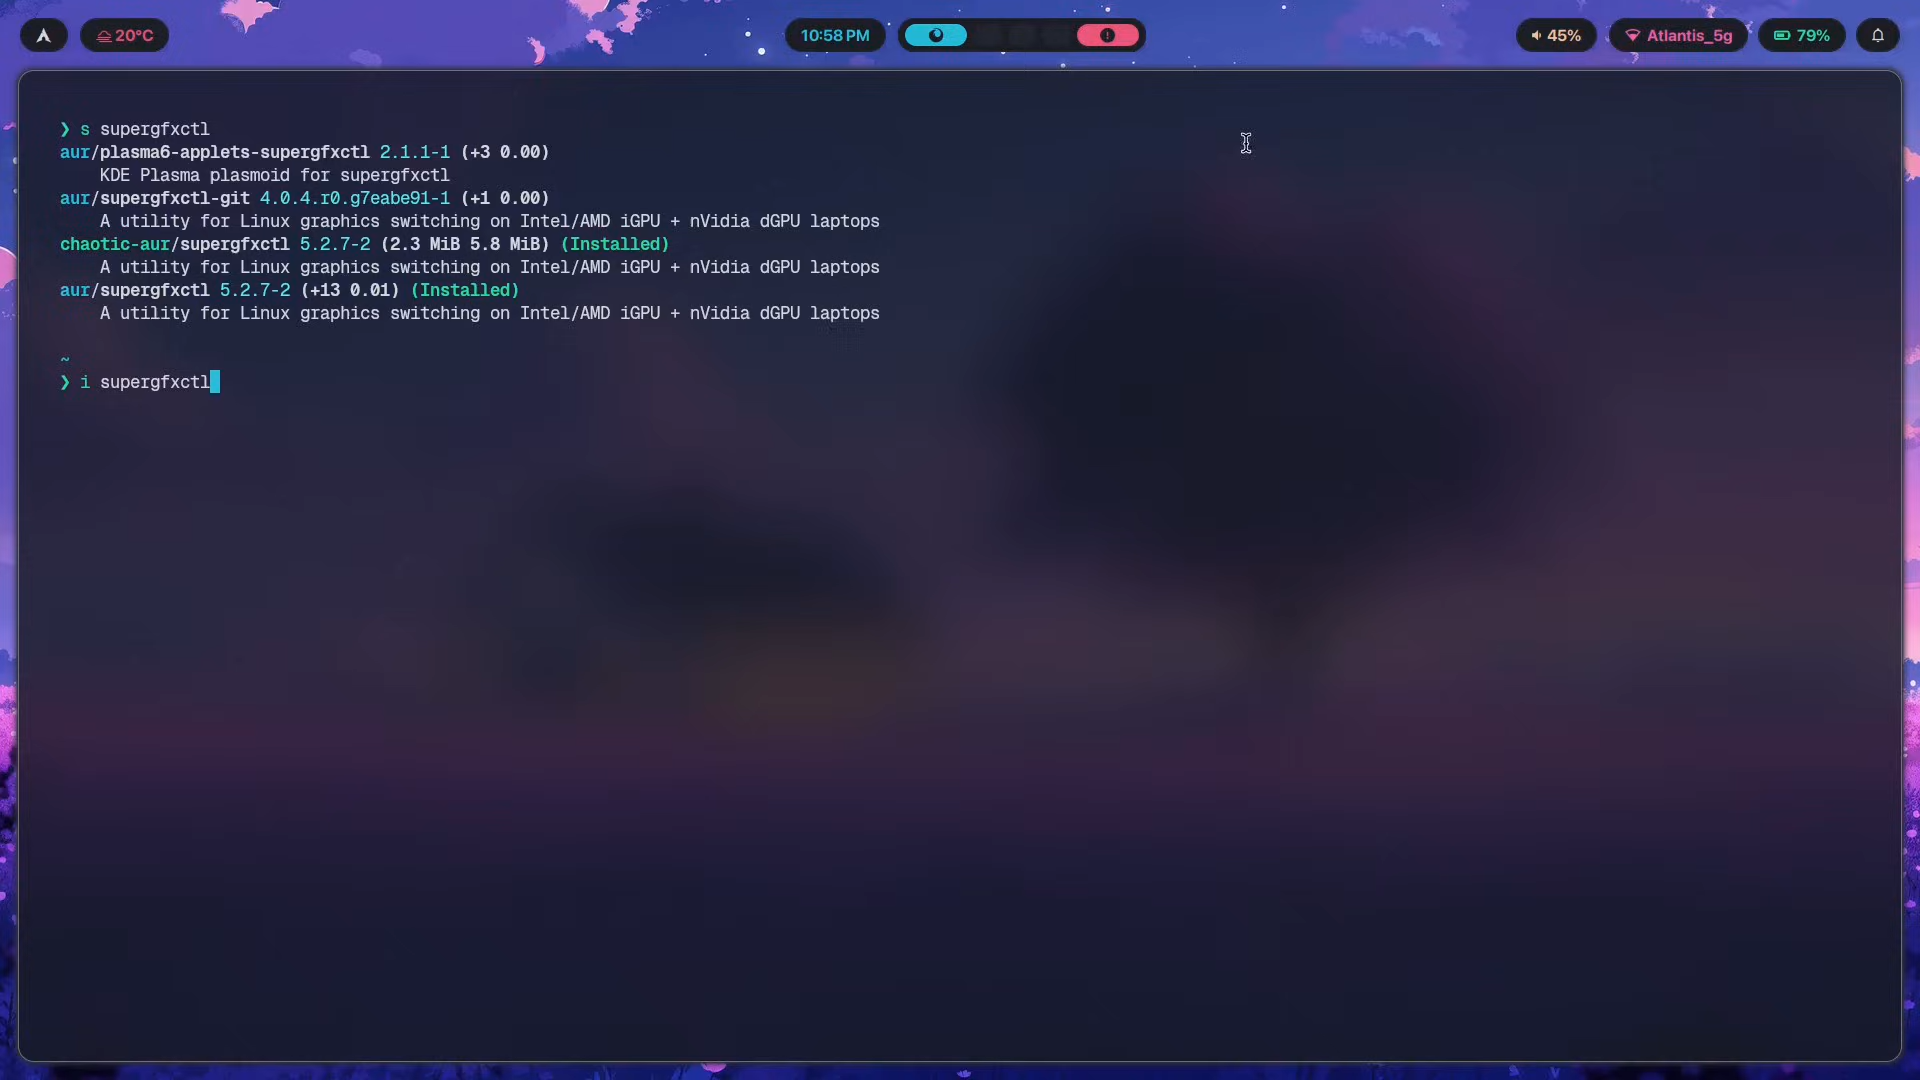 20°C
10:58 PM
45%
Atlantis_5g
79%
❯ s supergfxctl
aur/plasma6-applets-supergfxctl 2.1.1-1 (+3 0.00)
KDE Plasma plasmoid for supergfxctl
aur/supergfxctl-git 4.0.4.r0.g7eabe91-1 (+1 0.00)
A utility for Linux graphics switching on Intel/AMD iGPU + nVidia dGPU laptops
chaotic-aur/supergfxctl 5.2.7-2 (2.3 MiB 5.8 MiB) (Installed)
A utility for Linux graphics switching on Intel/AMD iGPU + nVidia dGPU laptops
aur/supergfxctl 5.2.7-2 (+13 0.01) (Installed)
A utility for Linux graphics switching on Intel/AMD iGPU + nVidia dGPU laptops
~
❯ i supergfxctl